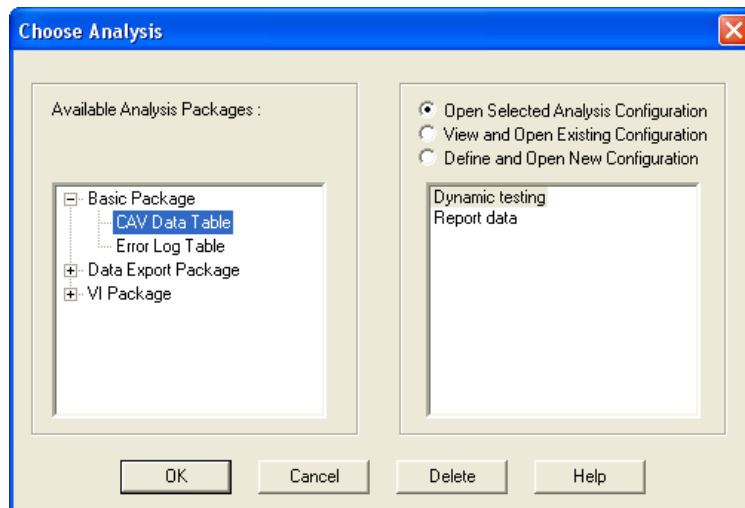 Choose Analysis
Available Analysis Packages :
Basic Package
CAV Data Table
Error Log Table
Data Export Package
VI Package
Open Selected Analysis Configuration
View and Open Existing Configuration
Define and Open New Configuration
Dynamic testing
Report data
OK
Cancel
Delete
Help